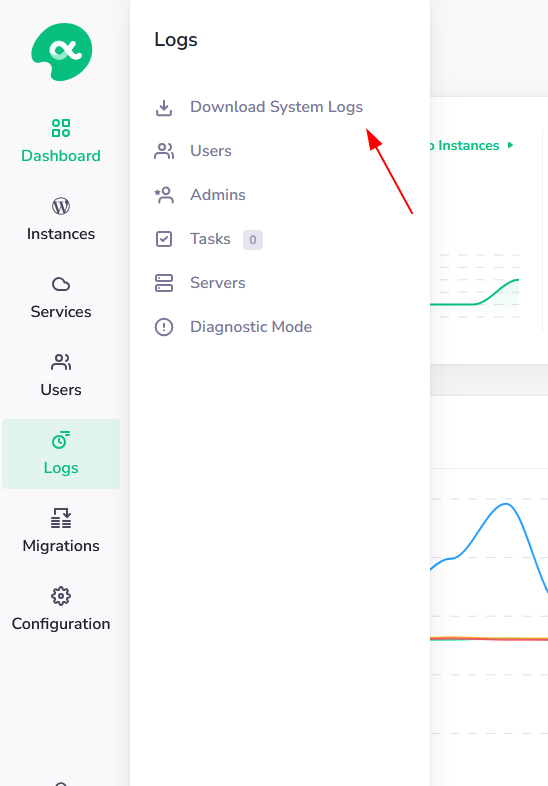 Logs
Download System Logs
Users
Admins
Tasks 0
Servers
Diagnostic Mode
Dashboard
Instances
Services
Users
Logs
Migrations
Configuration
Instances